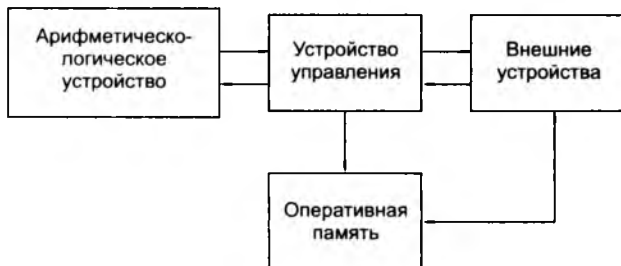 Арифметическо-
логическое
устройство
Устройство
управления
Внешние
устройства
Оперативная
память